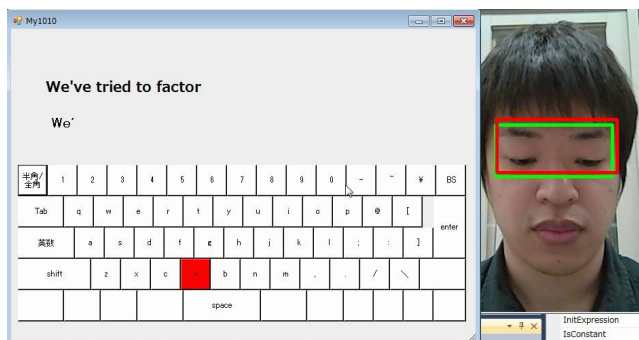 My1010
We've tried to factor
We'
半角/全角 1 2 3 4 5 6 7 8 9 0 - ^ ¥ BS
Tab q w e r t y u i o p @ [
enter
英数 a s d f g h j k l ; : ]
shift z x c v b n m , . / \
space
InitExpression
IsConstant